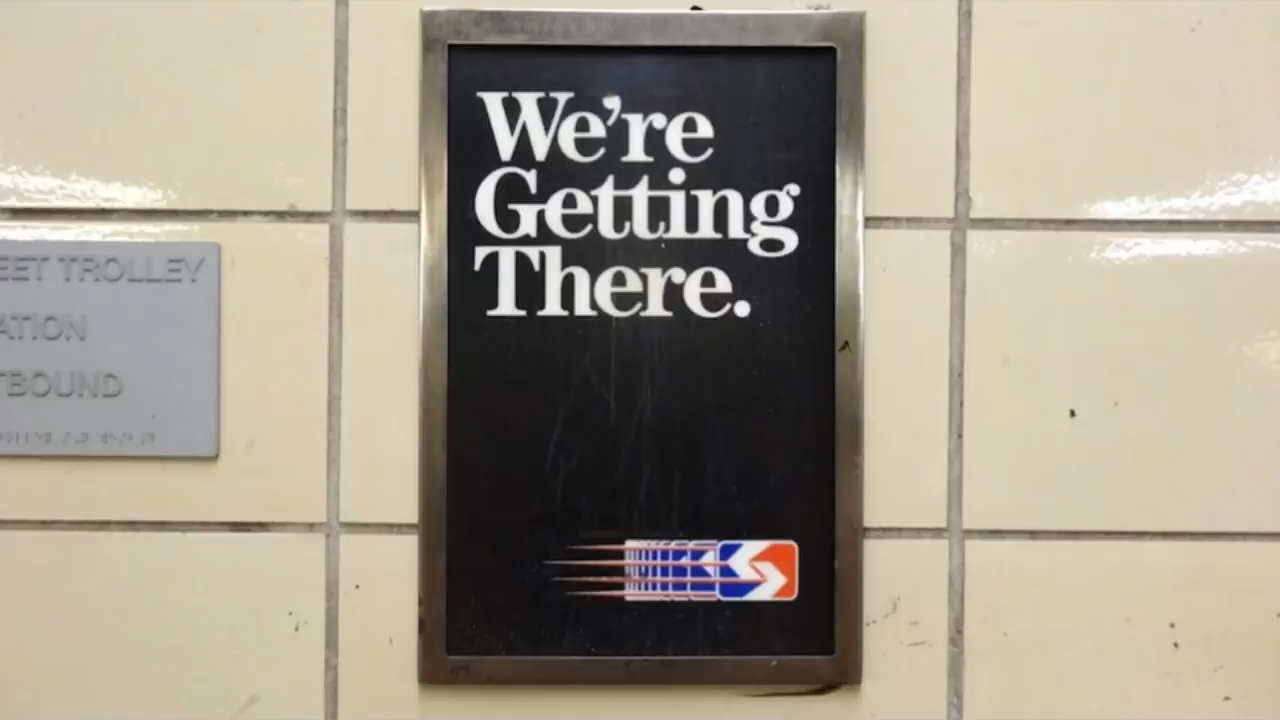 EET TROLLEY
ATION
TBOUND
We're
Getting
There.